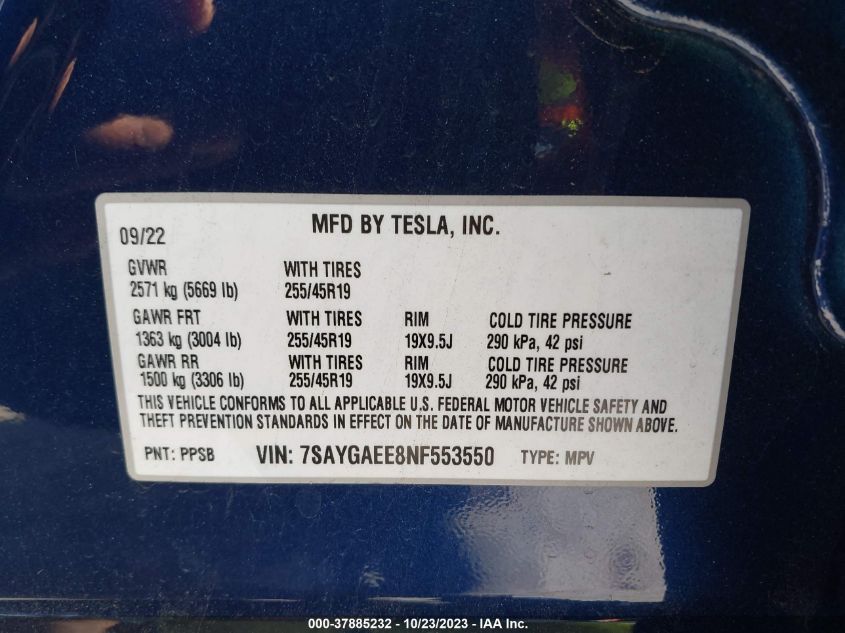 09/22 MFD BY TESLA, INC.
GVWR WITH TIRES
2571 kg (5669 lb) 255/45R19
GAWR FRT WITH TIRES RIM COLD TIRE PRESSURE
1363 kg (3004 lb) 255/45R19 19X9.5J 290 kPa, 42 psi
GAWR RR WITH TIRES RIM COLD TIRE PRESSURE
1500 kg (3306 lb) 255/45R19 19X9.5J 290 kPa, 42 psi
THIS VEHICLE CONFORMS TO ALL APPLICABLE U.S. FEDERAL MOTOR VEHICLE SAFETY AND
THEFT PREVENTION STANDARDS IN EFFECT ON THE DATE OF MANUFACTURE SHOWN ABOVE.
PNT: PPSB VIN: 7SAYGAEE8NF553550 TYPE: MPV
000-37885232 - 10/23/2023 - IAA Inc.